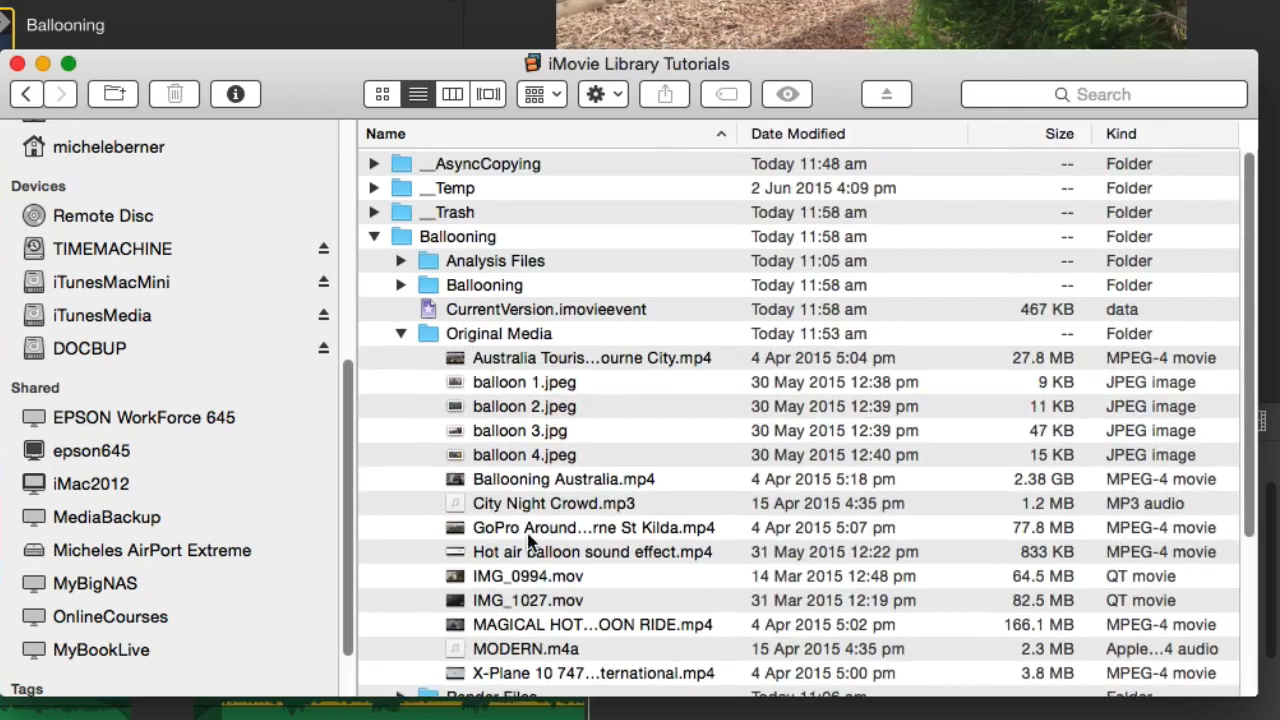 Ballooning
iMovie Library Tutorials
Search
micheleberner
Devices
Remote Disc
TIMEMACHINE
iTunesMacMini
iTunesMedia
DOCBUP
Shared
EPSON WorkForce 645
epson645
iMac2012
MediaBackup
Micheles AirPort Extreme
MyBigNAS
OnlineCourses
MyBookLive
Tags
Name Date Modified Size Kind
__AsyncCopying Today 11:48 am -- Folder
__Temp 2 Jun 2015 4:09 pm -- Folder
__Trash Today 11:58 am -- Folder
Ballooning Today 11:58 am -- Folder
Analysis Files Today 11:05 am -- Folder
Ballooning Today 11:58 am -- Folder
CurrentVersion.imovieevent Today 11:58 am 467 KB data
Original Media Today 11:53 am -- Folder
Australia Touris...ourne City.mp4 4 Apr 2015 5:04 pm 27.8 MB MPEG-4 movie
balloon 1.jpeg 30 May 2015 12:38 pm 9 KB JPEG image
balloon 2.jpeg 30 May 2015 12:39 pm 11 KB JPEG image
balloon 3.jpg 30 May 2015 12:39 pm 47 KB JPEG image
balloon 4.jpeg 30 May 2015 12:40 pm 15 KB JPEG image
Ballooning Australia.mp4 4 Apr 2015 5:18 pm 2.38 GB MPEG-4 movie
City Night Crowd.mp3 15 Apr 2015 4:35 pm 1.2 MB MP3 audio
GoPro Around...rne St Kilda.mp4 4 Apr 2015 5:07 pm 77.8 MB MPEG-4 movie
Hot air balloon sound effect.mp4 31 May 2015 12:22 pm 833 KB MPEG-4 movie
IMG_0994.mov 14 Mar 2015 12:48 pm 64.5 MB QT movie
IMG_1027.mov 31 Mar 2015 12:19 pm 82.5 MB QT movie
MAGICAL HOT...OON RIDE.mp4 4 Apr 2015 5:02 pm 166.1 MB MPEG-4 movie
MODERN.m4a 15 Apr 2015 4:35 pm 2.3 MB Apple...4 audio
X-Plane 10 747...ternational.mp4 4 Apr 2015 5:00 pm 3.8 MB MPEG-4 movie
Render Files Today 11:06 am -- Folder